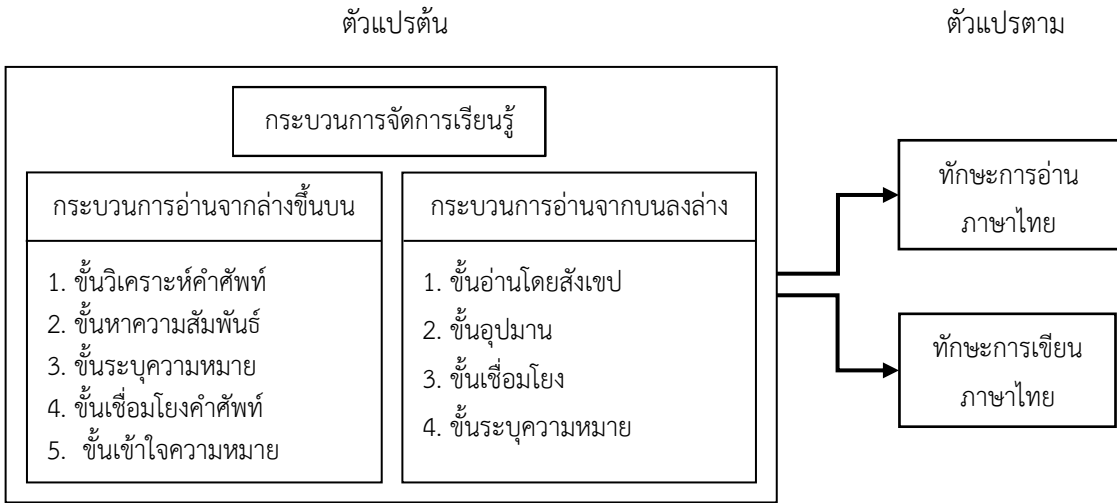 ตัวแปรต้น
ตัวแปรตาม
กระบวนการจัดการเรียนรู้
กระบวนการอ่านจากล่างขึ้นบน
1. ขั้นวิเคราะห์คำศัพท์
2. ขั้นหาความสัมพันธ์
3. ขั้นระบุความหมาย
4. ขั้นเชื่อมโยงคำศัพท์
5. ขั้นเข้าใจความหมาย
กระบวนการอ่านจากบนลงล่าง
1. ขั้นอ่านโดยสังเขป
2. ขั้นอุปมาน
3. ขั้นเชื่อมโยง
4. ขั้นระบุความหมาย
ทักษะการอ่าน
ภาษาไทย
ทักษะการเขียน
ภาษาไทย